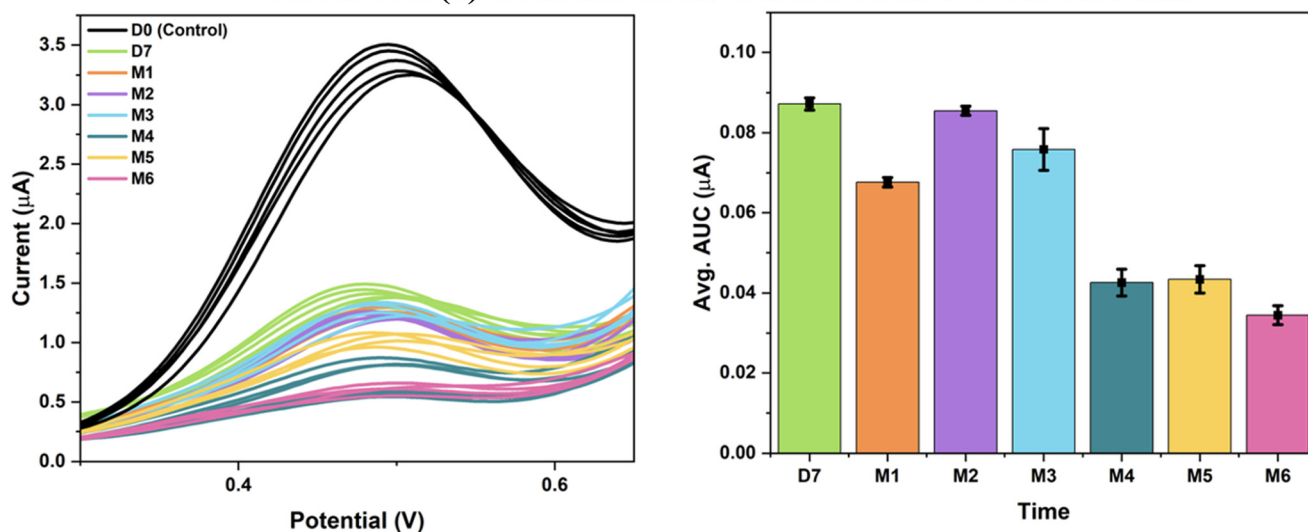 D0 (Control)
D7
M1
M2
M3
M4
M5
M6
3.5
3.0
2.5
2.0
1.5
1.0
0.5
0.0
Current (μA)
0.4
0.6
Potential (V)
0.10
0.08
0.06
0.04
0.02
0.00
Avg. AUC (μA)
D7 M1 M2 M3 M4 M5 M6
Time